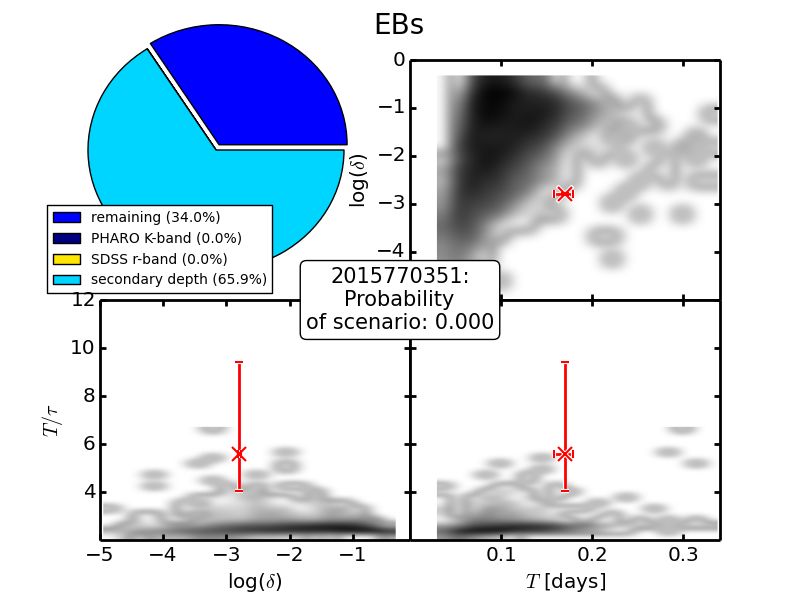 EBs
remaining (34.0%)
PHARO K-band (0.0%)
SDSS r-band (0.0%)
secondary depth (65.9%)
0
−1
−2
−3
−4
log(δ)
2015770351:
Probability
of scenario: 0.000
12
10
8
6
4
T/τ
−5 −4 −3 −2 −1
log(δ)
0.1 0.2 0.3
T [days]